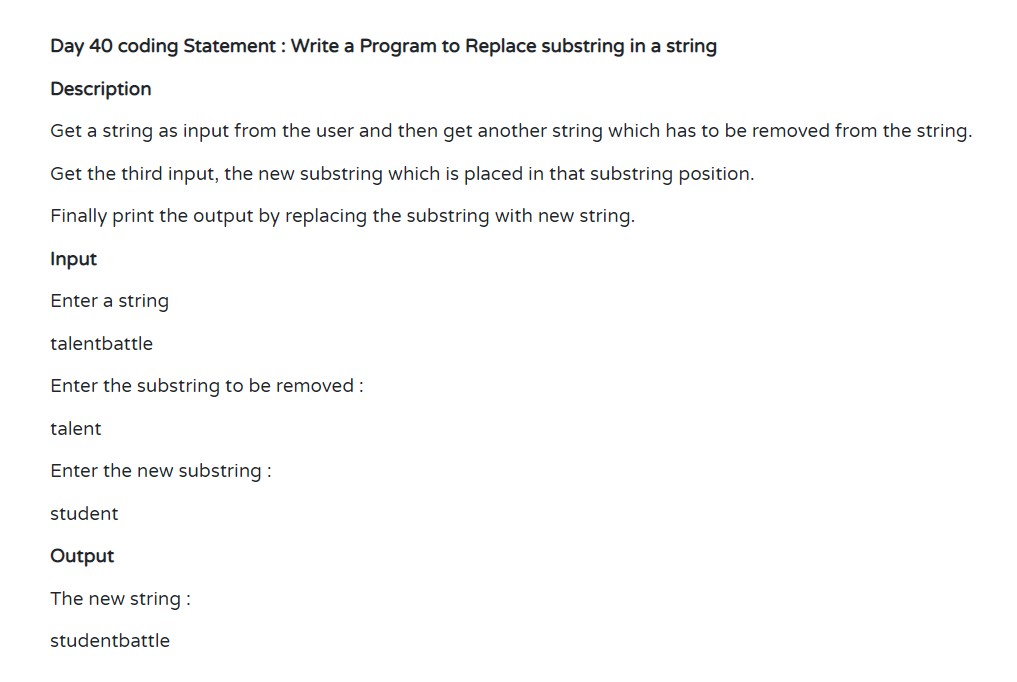 Day 40 coding Statement : Write a Program to Replace substring in a string
Description
Get a string as input from the user and then get another string which has to be removed from the string.
Get the third input, the new substring which is placed in that substring position.
Finally print the output by replacing the substring with new string.
Input
Enter a string
talentbattle
Enter the substring to be removed :
talent
Enter the new substring :
student
Output
The new string :
studentbattle